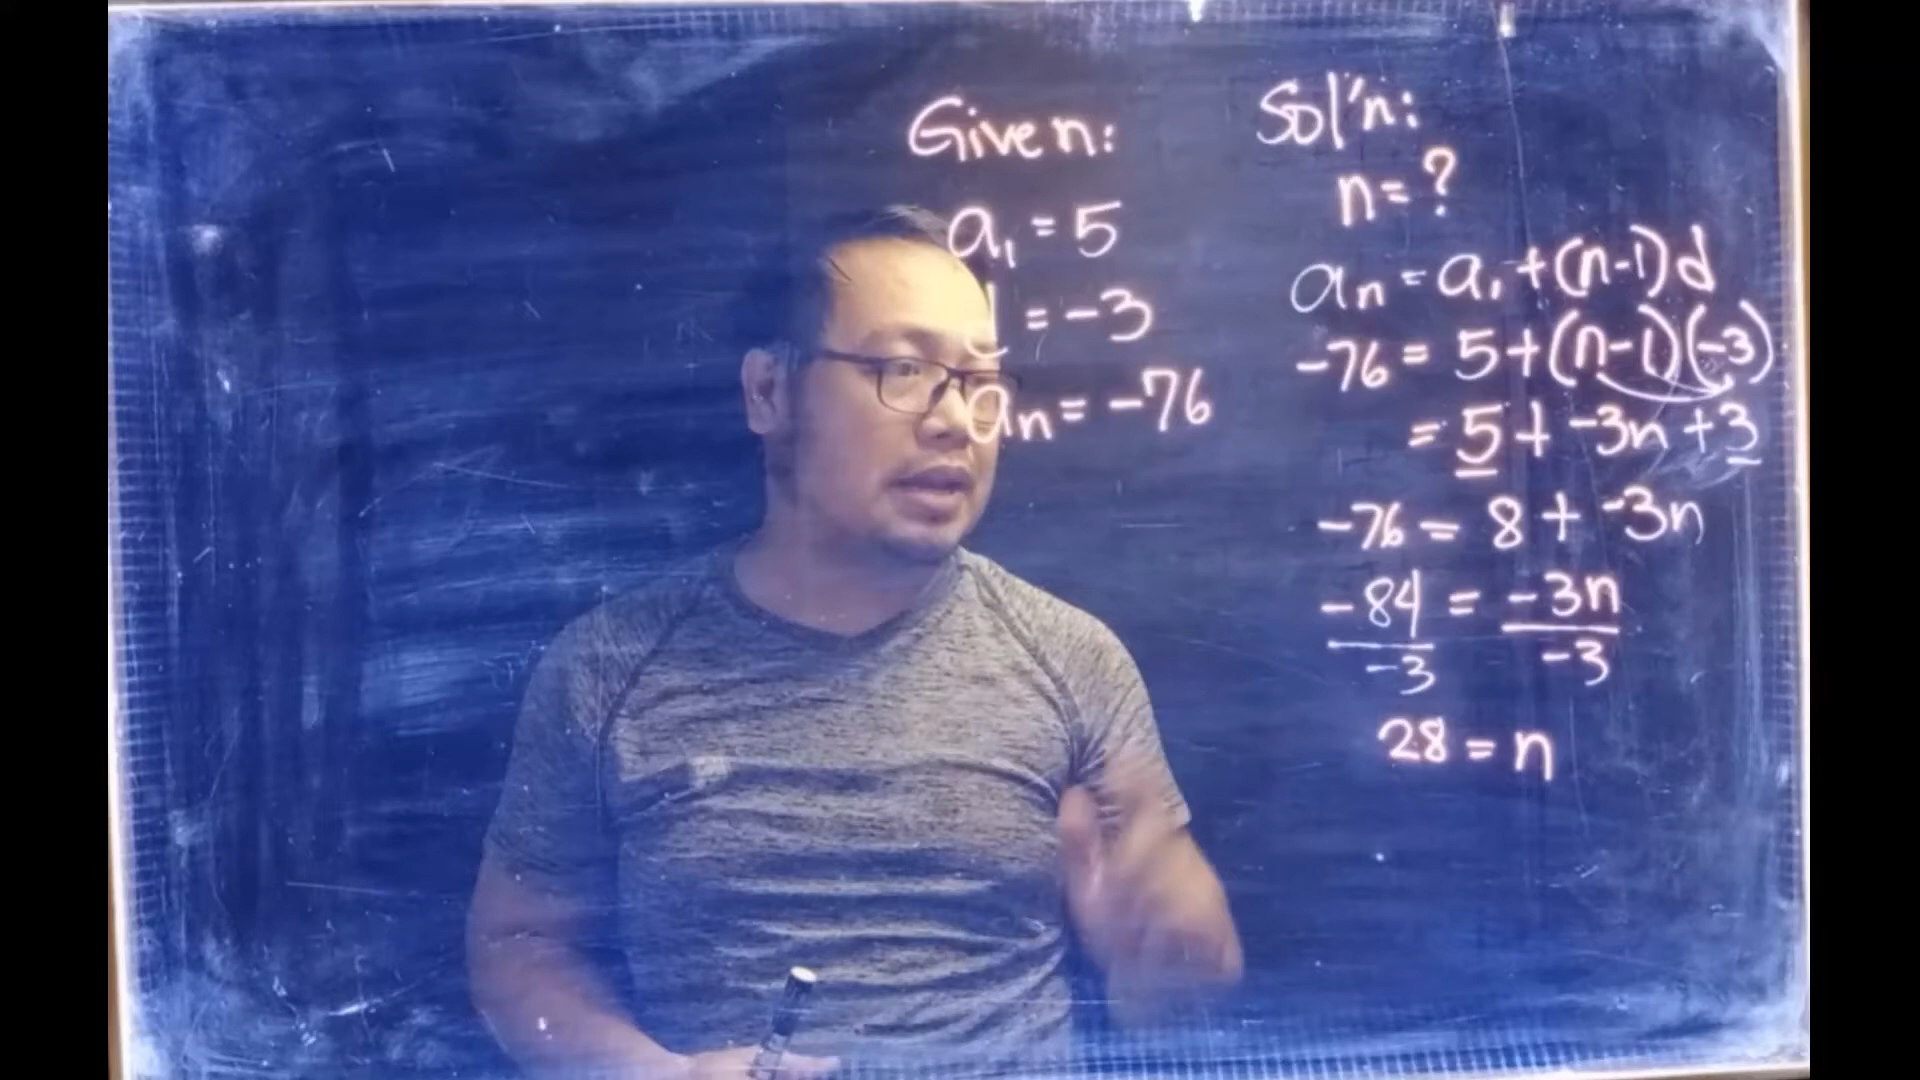 Given:
a₁ = 5
d = -3
aₙ = -76
Sol'n:
n = ?
aₙ = a₁ + (n-1)d
-76 = 5 + (n-1)(-3)
= 5 + -3n + 3
-76 = 8 + -3n
-84 = -3n
-3 -3
28 = n